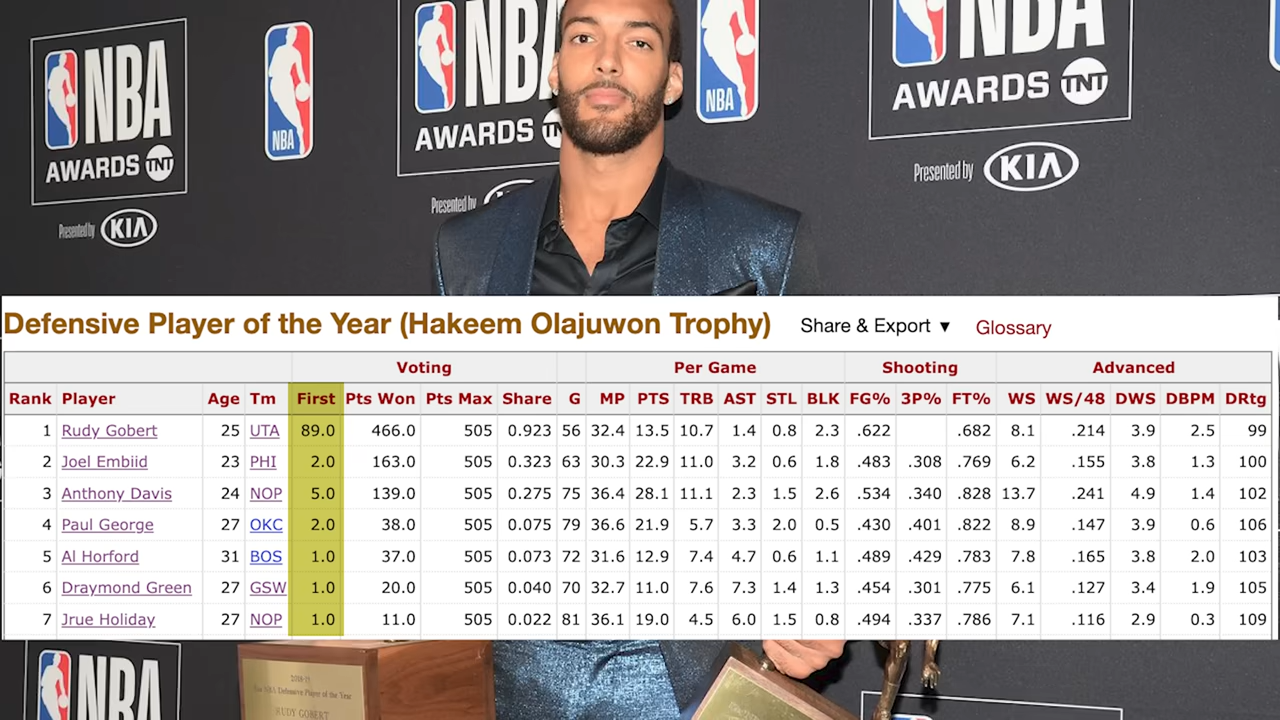 NBA
AWARDS TNT
Presented by KIA
NBA
NBA
AWARDS
Presented by
NBA
NBA
AWARDS TNT
Presented by KIA
Defensive Player of the Year (Hakeem Olajuwon Trophy) Share & Export ▼ Glossary
Voting Per Game Shooting Advanced
Rank Player Age Tm First Pts Won Pts Max Share G MP PTS TRB AST STL BLK FG% 3P% FT% WS WS/48 DWS DBPM DRtg
1 Rudy Gobert 25 UTA 89.0 466.0 505 0.923 56 32.4 13.5 10.7 1.4 0.8 2.3 .622 .682 8.1 .214 3.9 2.5 99
2 Joel Embiid 23 PHI 2.0 163.0 505 0.323 63 30.3 22.9 11.0 3.2 0.6 1.8 .483 .308 .769 6.2 .155 3.8 1.3 100
3 Anthony Davis 24 NOP 5.0 139.0 505 0.275 75 36.4 28.1 11.1 2.3 1.5 2.6 .534 .340 .828 13.7 .241 4.9 1.4 102
4 Paul George 27 OKC 2.0 38.0 505 0.075 79 36.6 21.9 5.7 3.3 2.0 0.5 .430 .401 .822 8.9 .147 3.9 0.6 106
5 Al Horford 31 BOS 1.0 37.0 505 0.073 72 31.6 12.9 7.4 4.7 0.6 1.1 .489 .429 .783 7.8 .165 3.8 2.0 103
6 Draymond Green 27 GSW 1.0 20.0 505 0.040 70 32.7 11.0 7.6 7.3 1.4 1.3 .454 .301 .775 6.1 .127 3.4 1.9 105
7 Jrue Holiday 27 NOP 1.0 11.0 505 0.022 81 36.1 19.0 4.5 6.0 1.5 0.8 .494 .337 .786 7.1 .116 2.9 0.3 109
NBA
2018-19
NBA Defensive Player of the Year
RUDY GOBERT